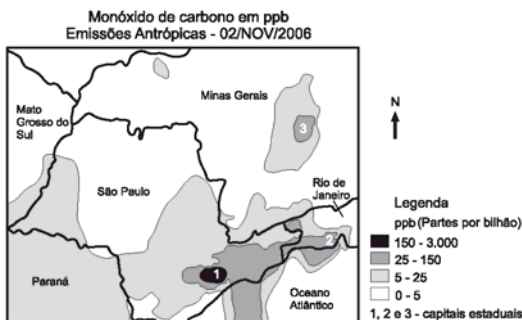 Monóxido de carbono em ppb
Emissões Antrópicas - 02/NOV/2006
Mato
Grosso do
Sul
Minas Gerais
3
N
São Paulo
Rio de
Janeiro
2
1
Paraná
Oceano
Atlântico
Legenda
ppb (Partes por bilhão)
150 - 3.000
25 - 150
5 - 25
0 - 5
1, 2 e 3 - capitais estaduais